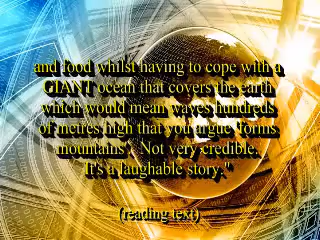 and food whilst having to cope with a
GIANT ocean that covers the earth
which would mean waves hundreds
of metres high that you argue 'forms
mountains'. Not very credible.
It's a laughable story."
(reading text)